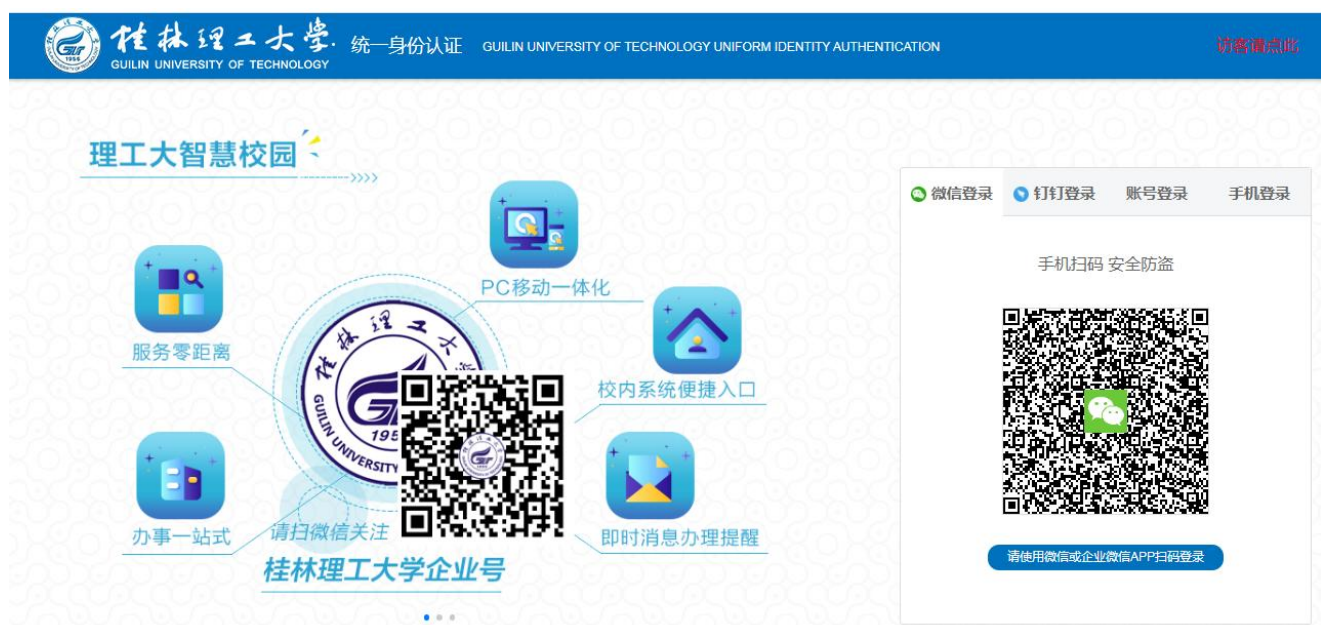 桂林理工大学
GUILIN UNIVERSITY OF TECHNOLOGY
统一身份认证 GUILIN UNIVERSITY OF TECHNOLOGY UNIFORM IDENTITY AUTHENTICATION
访客请点此
理工大智慧校园
>>>>
微信登录 钉钉登录 账号登录 手机登录
手机扫码 安全防盗
PC移动一体化
服务零距离
校内系统便捷入口
办事一站式
即时消息办理提醒
请扫微信关注
桂林理工大学企业号
请使用微信或企业微信APP扫码登录